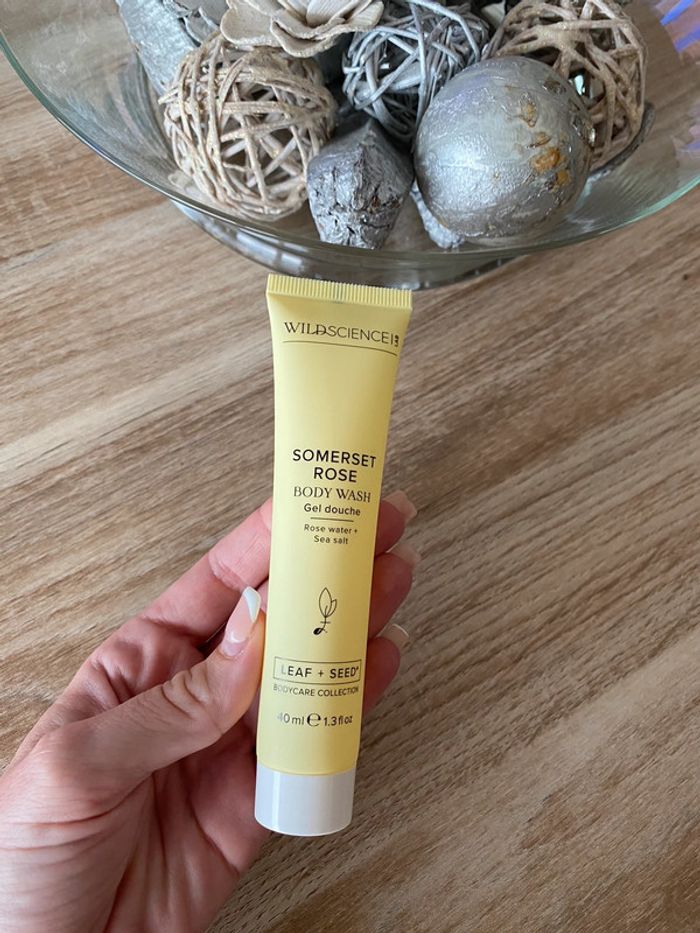 WILDSCIENCE|LAB
SOMERSET
ROSE
BODY WASH
Gel douche
Rose water +
Sea salt
LEAF + SEED®
BODYCARE COLLECTION
40 ml ℮ 1.3 fl oz